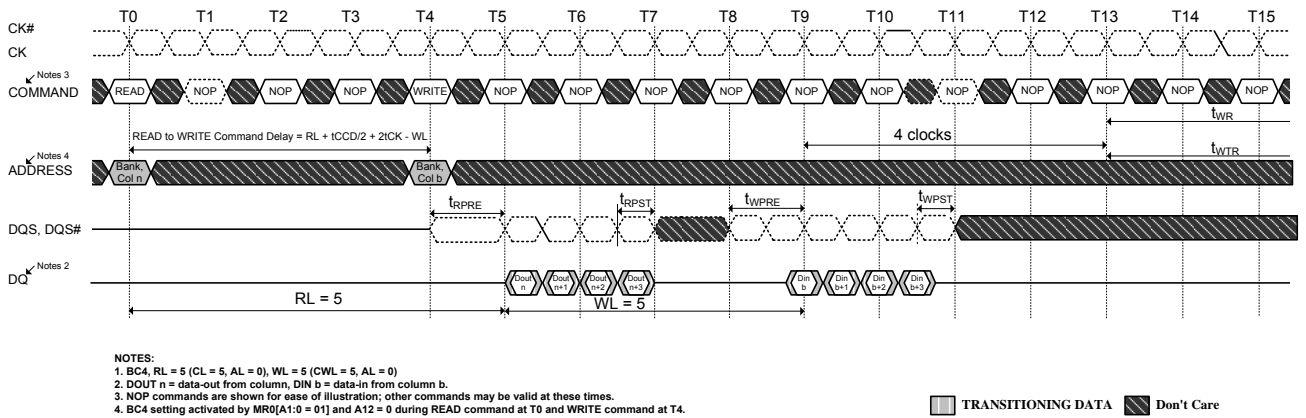 T0 T1 T2 T3 T4 T5 T6 T7 T8 T9 T10 T11 T12 T13 T14 T15
CK#
CK
Notes 3
COMMAND READ NOP NOP NOP WRITE NOP NOP NOP NOP NOP NOP NOP NOP NOP NOP NOP
tWR
READ to WRITE Command Delay = RL + tCCD/2 + 2tCK - WL
4 clocks
tWTR
Notes 4
ADDRESS Bank, Col n Bank, Col b
tRPRE tRPST tWPRE tWPST
DQS, DQS#
Notes 2
DQ Dout n Dout n+1 Dout n+2 Dout n+3 Din b Din b+1 Din b+2 Din b+3
RL = 5 WL = 5
NOTES:
1. BC4, RL = 5 (CL = 5, AL = 0), WL = 5 (CWL = 5, AL = 0)
2. DOUT n = data-out from column, DIN b = data-in from column b.
3. NOP commands are shown for ease of illustration; other commands may be valid at these times.
4. BC4 setting activated by MR0[A1:0 = 01] and A12 = 0 during READ command at T0 and WRITE command at T4.
TRANSITIONING DATA Don't Care